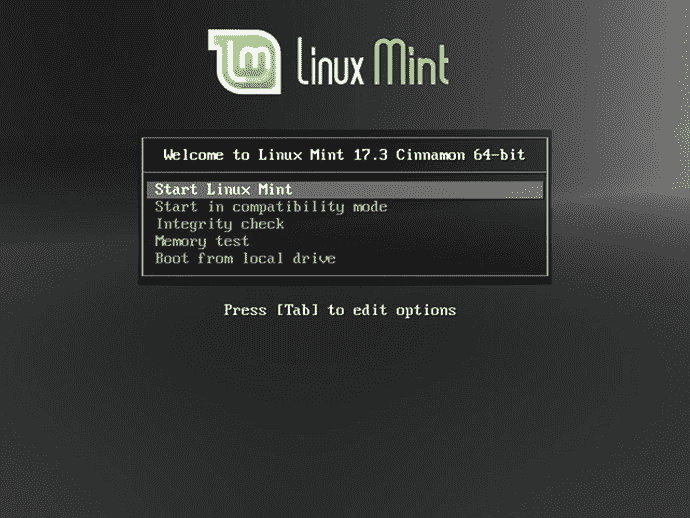 Linux Mint
Welcome to Linux Mint 17.3 Cinnamon 64-bit
Start Linux Mint
Start in compatibility mode
Integrity check
Memory test
Boot from local drive
Press [Tab] to edit options